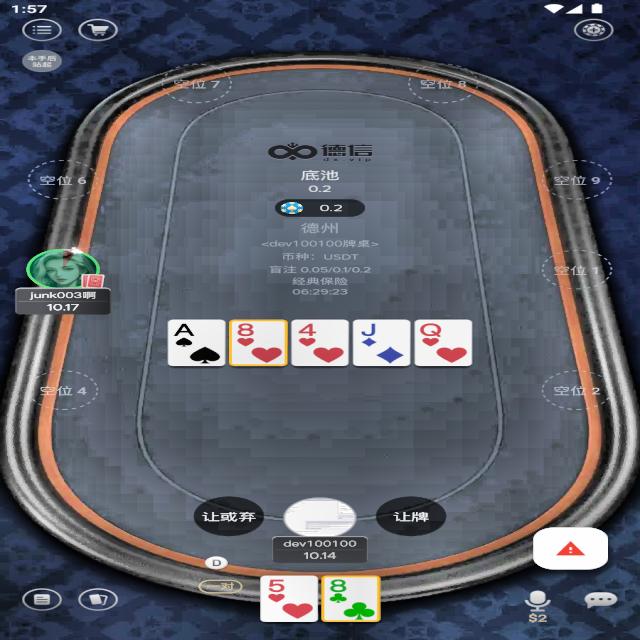 1:57
本手后
站起
空位 7
空位 8
德信
dx.vip
底池
0.2
0.2
空位 6
空位 9
德州
<dev100100牌桌>
币种：USDT
盲注 0.05/0.1/0.2
经典保险
06:29:23
空位 1
junk003啊
10.17
A
8
4
J
Q
空位 4
空位 2
让或弃
让牌
dev100100
10.14
D
一对
5
8
$2